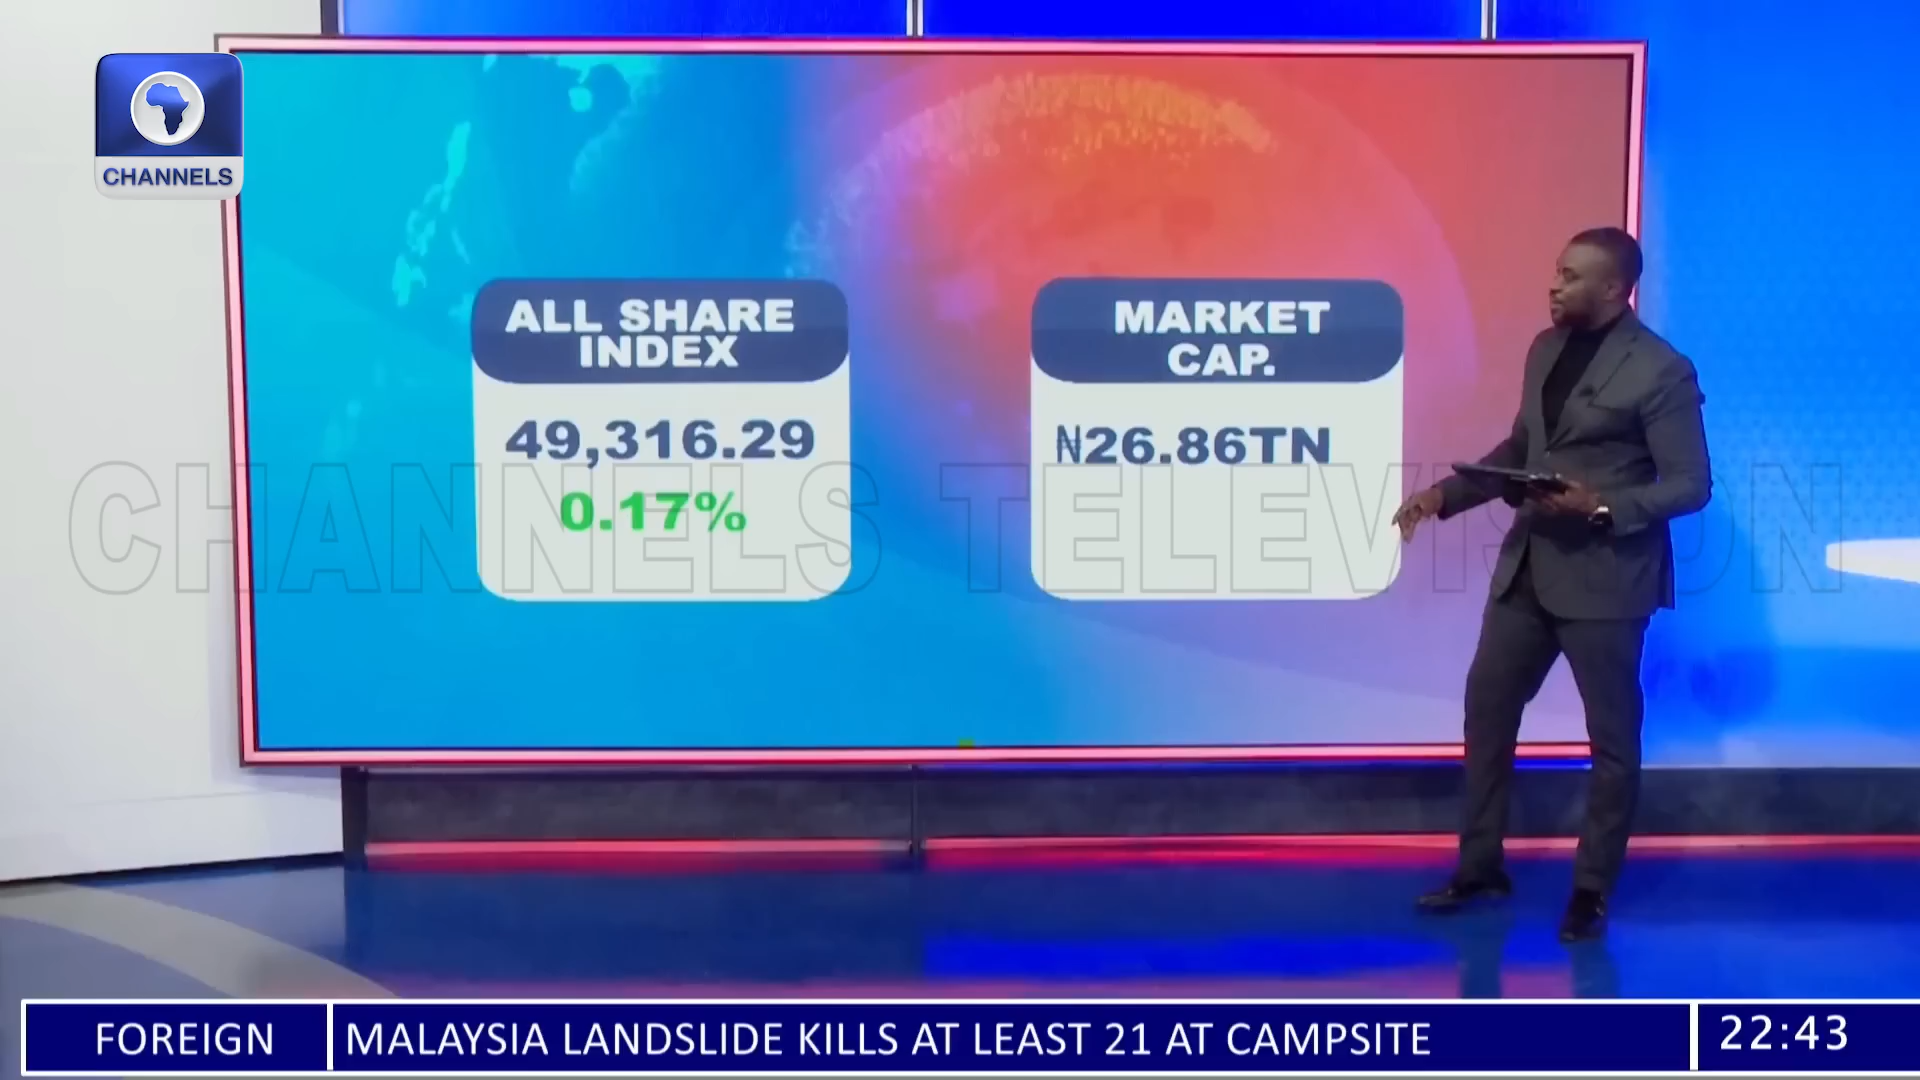 CHANNELS
ALL SHARE
INDEX
49,316.29
0.17%
MARKET
CAP.
₦26.86TN
CHANNELS TELEVISION
FOREIGN
MALAYSIA LANDSLIDE KILLS AT LEAST 21 AT CAMPSITE
22:43